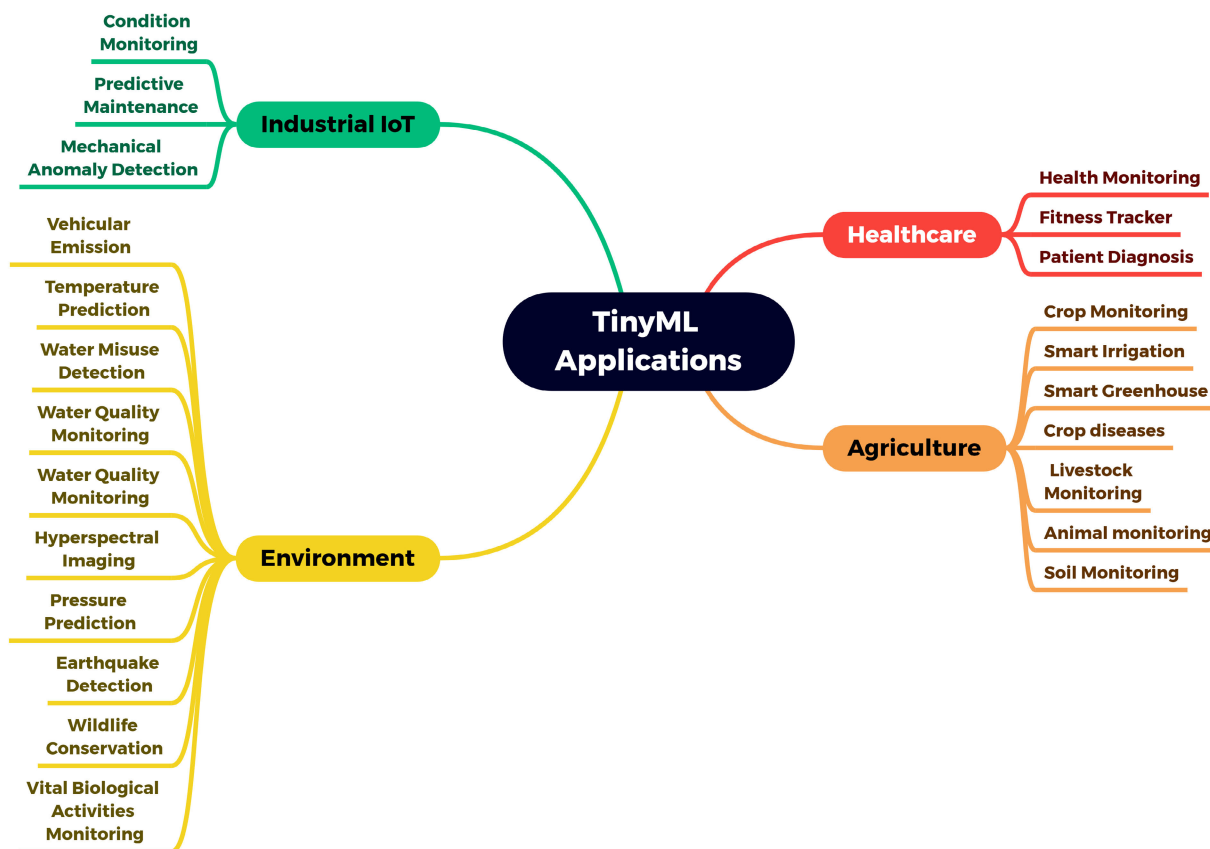 TinyML
Applications
Industrial IoT
Condition
Monitoring
Predictive
Maintenance
Mechanical
Anomaly Detection
Environment
Vehicular
Emission
Temperature
Prediction
Water Misuse
Detection
Water Quality
Monitoring
Water Quality
Monitoring
Hyperspectral
Imaging
Pressure
Prediction
Earthquake
Detection
Wildlife
Conservation
Vital Biological
Activities
Monitoring
Healthcare
Health Monitoring
Fitness Tracker
Patient Diagnosis
Agriculture
Crop Monitoring
Smart Irrigation
Smart Greenhouse
Crop diseases
Livestock
Monitoring
Animal monitoring
Soil Monitoring